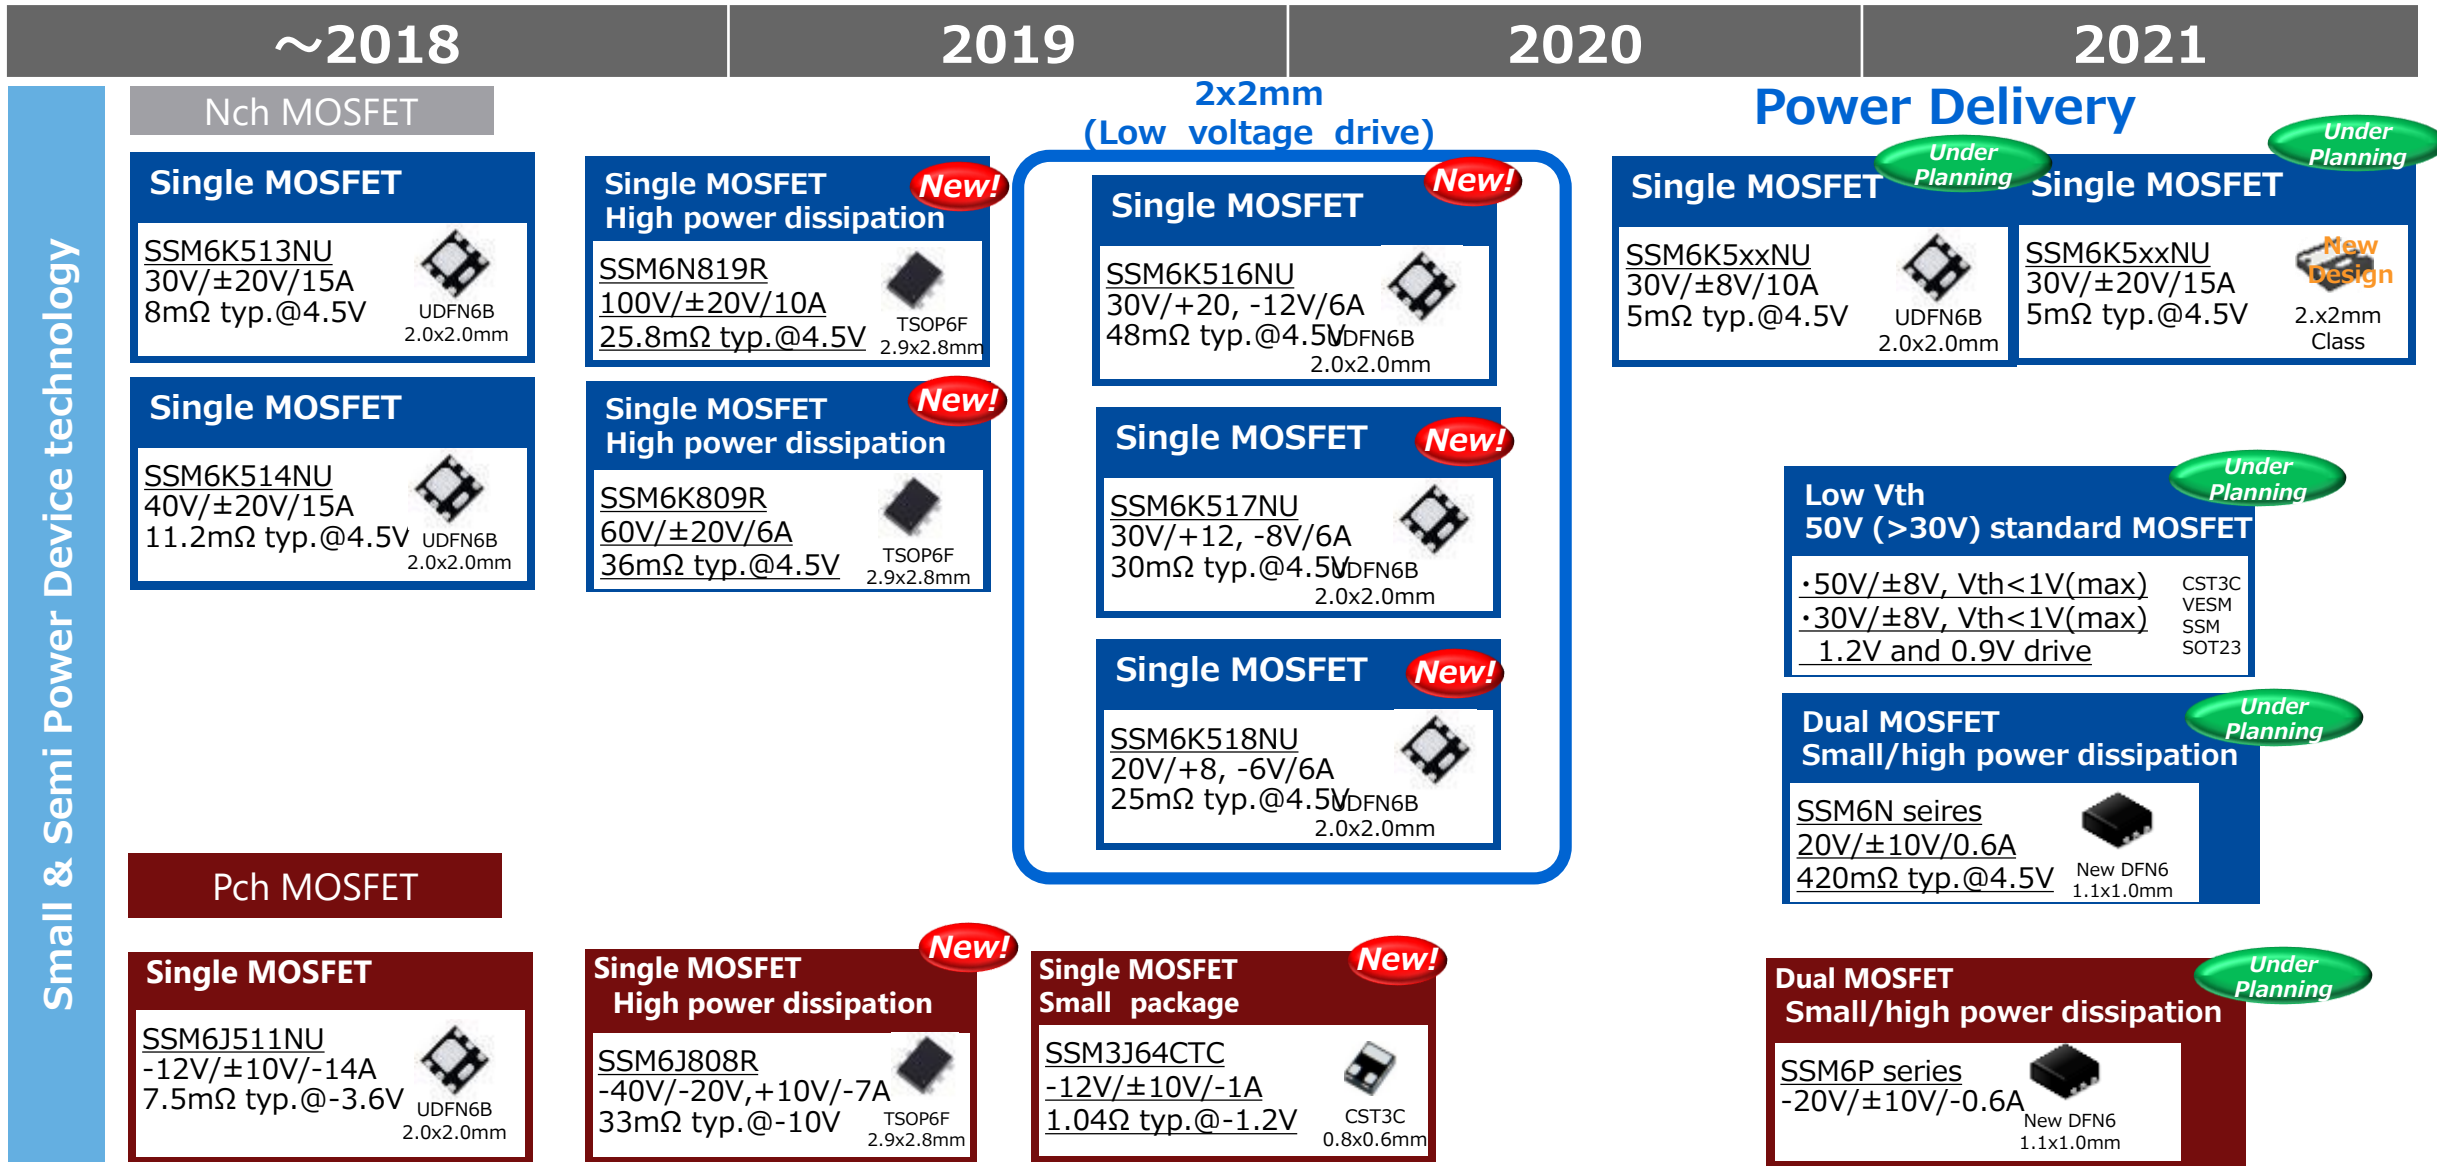 ～2018
2019
2020
2021
Small & Semi Power Device technology
Nch MOSFET
2x2mm
(Low voltage drive)
Power Delivery
Single MOSFET
SSM6K513NU
30V/±20V/15A
8mΩ typ.@4.5V
UDFN6B
2.0x2.0mm
Single MOSFET
High power dissipation
New!
SSM6N819R
100V/±20V/10A
25.8mΩ typ.@4.5V
TSOP6F
2.9x2.8mm
Single MOSFET
New!
SSM6K516NU
30V/+20, -12V/6A
48mΩ typ.@4.5V
UDFN6B
2.0x2.0mm
Single MOSFET
Under
Planning
SSM6K5xxNU
30V/±8V/10A
5mΩ typ.@4.5V
UDFN6B
2.0x2.0mm
Single MOSFET
Under
Planning
SSM6K5xxNU
30V/±20V/15A
5mΩ typ.@4.5V
New
Design
2.x2mm
Class
Single MOSFET
SSM6K514NU
40V/±20V/15A
11.2mΩ typ.@4.5V
UDFN6B
2.0x2.0mm
Single MOSFET
High power dissipation
New!
SSM6K809R
60V/±20V/6A
36mΩ typ.@4.5V
TSOP6F
2.9x2.8mm
Single MOSFET
New!
SSM6K517NU
30V/+12, -8V/6A
30mΩ typ.@4.5V
UDFN6B
2.0x2.0mm
Low Vth
50V (>30V) standard MOSFET
Under
Planning
・50V/±8V, Vth<1V(max)
・30V/±8V, Vth<1V(max)
1.2V and 0.9V drive
CST3C
VESM
SSM
SOT23
Single MOSFET
New!
SSM6K518NU
20V/+8, -6V/6A
25mΩ typ.@4.5V
UDFN6B
2.0x2.0mm
Dual MOSFET
Small/high power dissipation
Under
Planning
SSM6N seires
20V/±10V/0.6A
420mΩ typ.@4.5V
New DFN6
1.1x1.0mm
Pch MOSFET
Single MOSFET
SSM6J511NU
-12V/±10V/-14A
7.5mΩ typ.@-3.6V
UDFN6B
2.0x2.0mm
Single MOSFET
High power dissipation
New!
SSM6J808R
-40V/-20V,+10V/-7A
33mΩ typ.@-10V
TSOP6F
2.9x2.8mm
Single MOSFET
Small package
New!
SSM3J64CTC
-12V/±10V/-1A
1.04Ω typ.@-1.2V
CST3C
0.8x0.6mm
Dual MOSFET
Small/high power dissipation
Under
Planning
SSM6P series
-20V/±10V/-0.6A
New DFN6
1.1x1.0mm